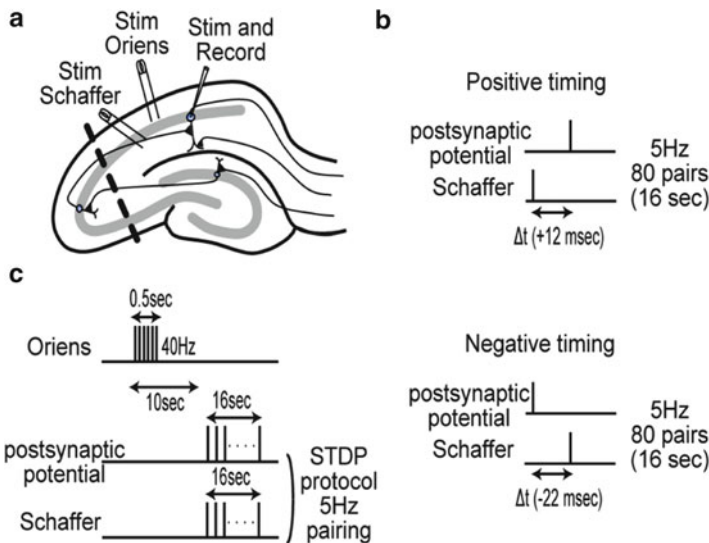 a
Stim
Oriens
Stim and
Record
Stim
Schaffer
b
Positive timing
postsynaptic
potential
Schaffer
Δt (+12 msec)
5Hz
80 pairs
(16 sec)
Negative timing
postsynaptic
potential
Schaffer
Δt (-22 msec)
5Hz
80 pairs
(16 sec)
c
0.5sec
Oriens
40Hz
10sec
16sec
postsynaptic
potential
16sec
Schaffer
STDP
protocol
5Hz
pairing